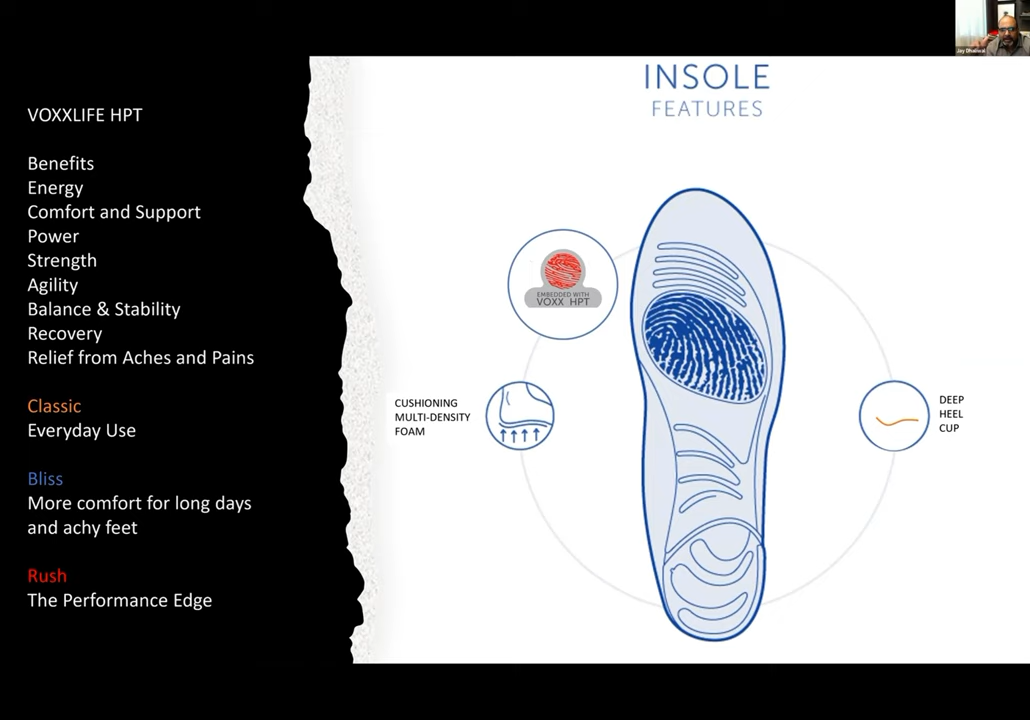 Jay Dhaliwal
INSOLE
FEATURES
VOXXLIFE HPT
Benefits
Energy
Comfort and Support
Power
Strength
Agility
Balance & Stability
Recovery
Relief from Aches and Pains
Classic
Everyday Use
Bliss
More comfort for long days
and achy feet
Rush
The Performance Edge
EMBEDDED WITH
VOXX HPT
CUSHIONING
MULTI-DENSITY
FOAM
DEEP
HEEL
CUP